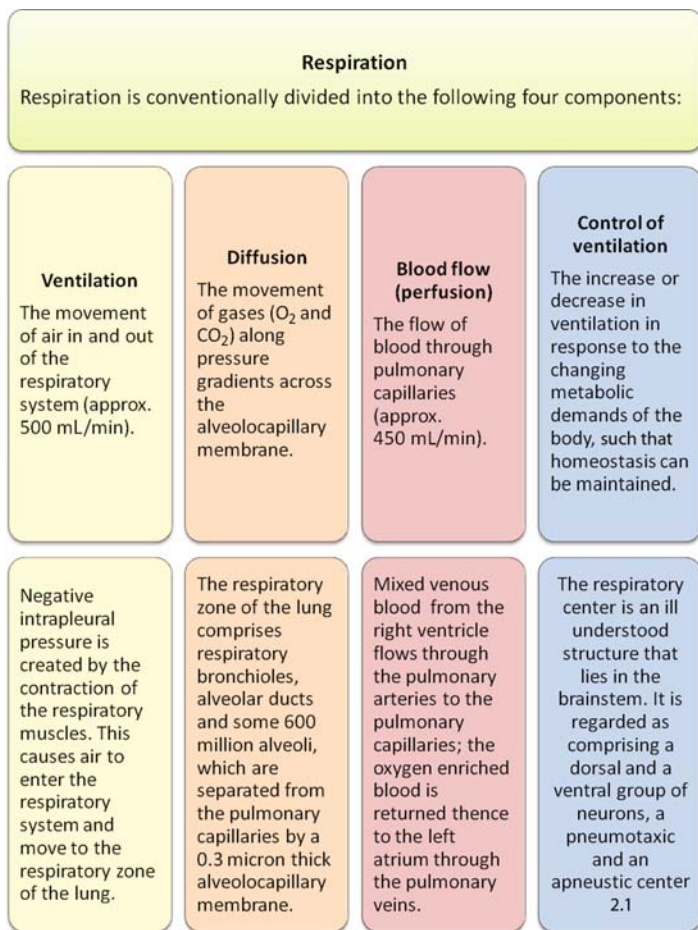 Respiration
Respiration is conventionally divided into the following four components:
Ventilation
The movement
of air in and out
of the
respiratory
system (approx.
500 mL/min).
Diffusion
The movement
of gases (O₂ and
CO₂) along
pressure
gradients across
the
alveolocapillary
membrane.
Blood flow
(perfusion)
The flow of
blood through
pulmonary
capillaries
(approx.
450 mL/min).
Control of
ventilation
The increase or
decrease in
ventilation in
response to the
changing
metabolic
demands of the
body, such that
homeostasis can
be maintained.
Negative
intrapleural
pressure is
created by the
contraction of
the respiratory
muscles. This
causes air to
enter the
respiratory
system and
move to the
respiratory zone
of the lung.
The respiratory
zone of the lung
comprises
respiratory
bronchioles,
alveolar ducts
and some 600
million alveoli,
which are
separated from
the pulmonary
capillaries by a
0.3 micron thick
alveolocapillary
membrane.
Mixed venous
blood from the
right ventricle
flows through
the pulmonary
arteries to the
pulmonary
capillaries; the
oxygen enriched
blood is
returned thence
to the left
atrium through
the pulmonary
veins.
The respiratory
center is an ill
understood
structure that
lies in the
brainstem. It is
regarded as
comprising a
dorsal and a
ventral group of
neurons, a
pneumotaxic
and an
apneustic center
2.1